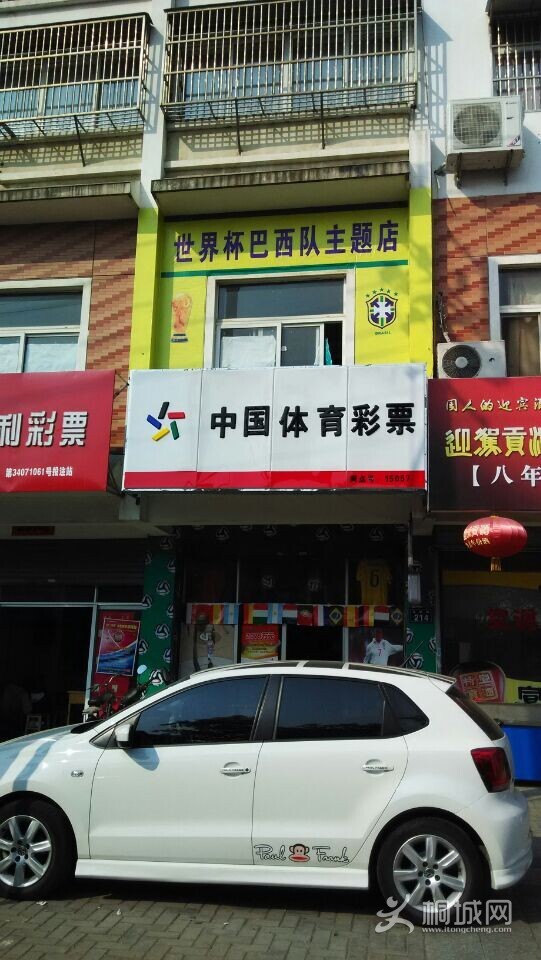 世界杯巴西队主题店
BRASIL
中国体育彩票
利彩票
第34071061号投注站
国人的迎宾酒
迎驾贡
【八年
214
Paul Frank
桐城网
www.itongcheng.com